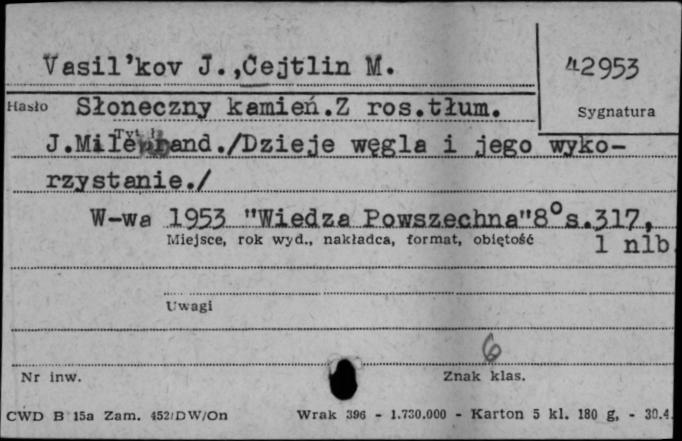 Vasil'kov J.,Cejtlin M.
42953
Hasło Słoneczny kamień.Z ros.tłum.
Sygnatura
/Dzieje węgla i jego wyko-
rzystanie./
W-wa 1953 "Wiedza Powszechna"8°s.317,
Miejsce, rok wyd., nakładca, format, objętość
1 nlb
Uwagi
6
Nr inw.
Znak klas.
CWD B 15a Zam. 452/DW/On Wrak 396 - 1.730.000 - Karton 5 kl. 180 g, - 30.4